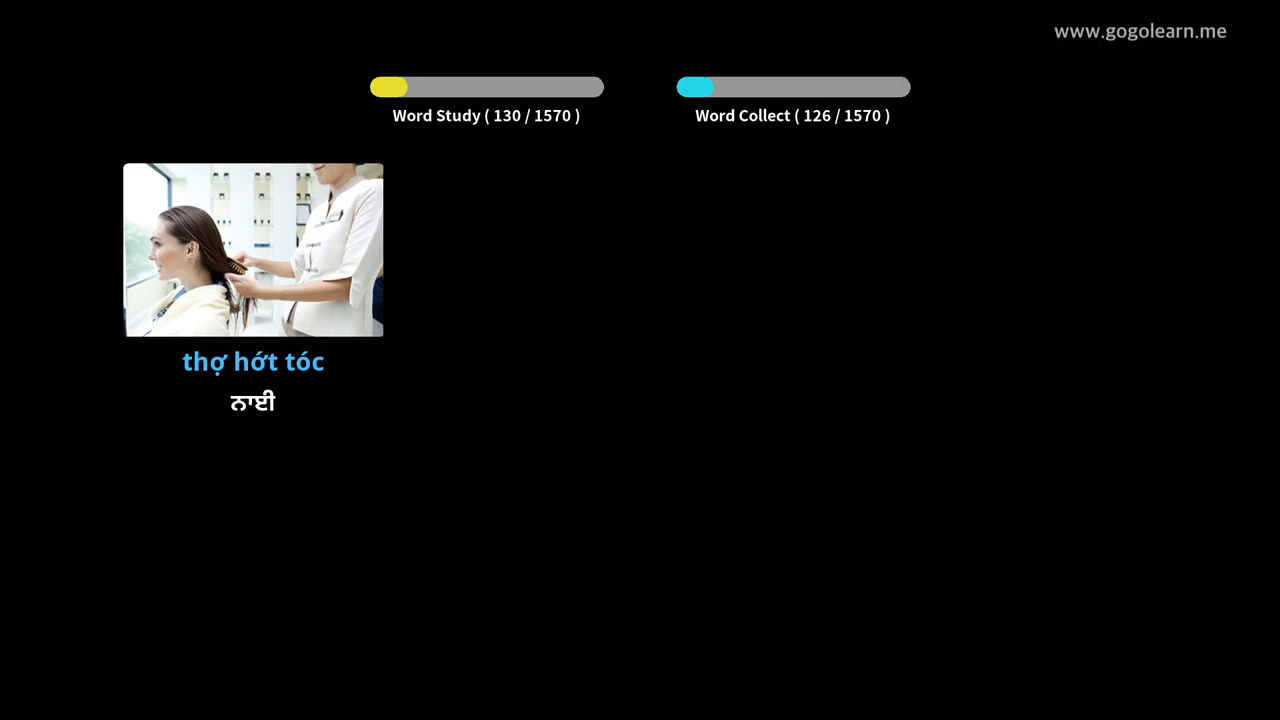 www.gogolearn.me
Word Study ( 130 / 1570 )
Word Collect ( 126 / 1570 )
thợ hớt tóc
ਨਾਈ